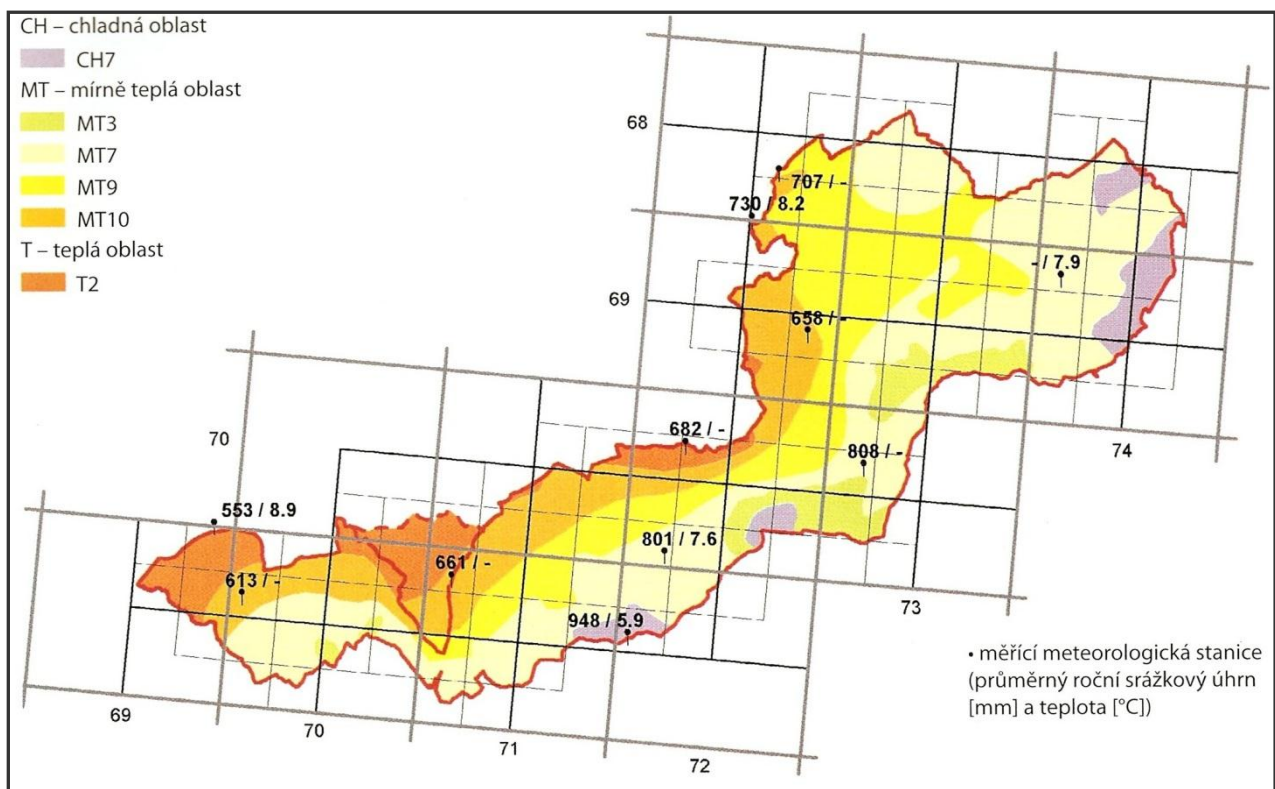 CH – chladná oblast
CH7
MT – mírně teplá oblast
MT3
MT7
MT9
MT10
T – teplá oblast
T2
68
707 / -
730 / 8.2
- / 7.9
69
658 / -
682 / -
70
808 / -
74
553 / 8.9
801 / 7.6
661 / -
613 / -
948 / 5.9
73
• měřící meteorologická stanice
(průměrný roční srážkový úhrn
[mm] a teplota [°C])
69
70
71
72